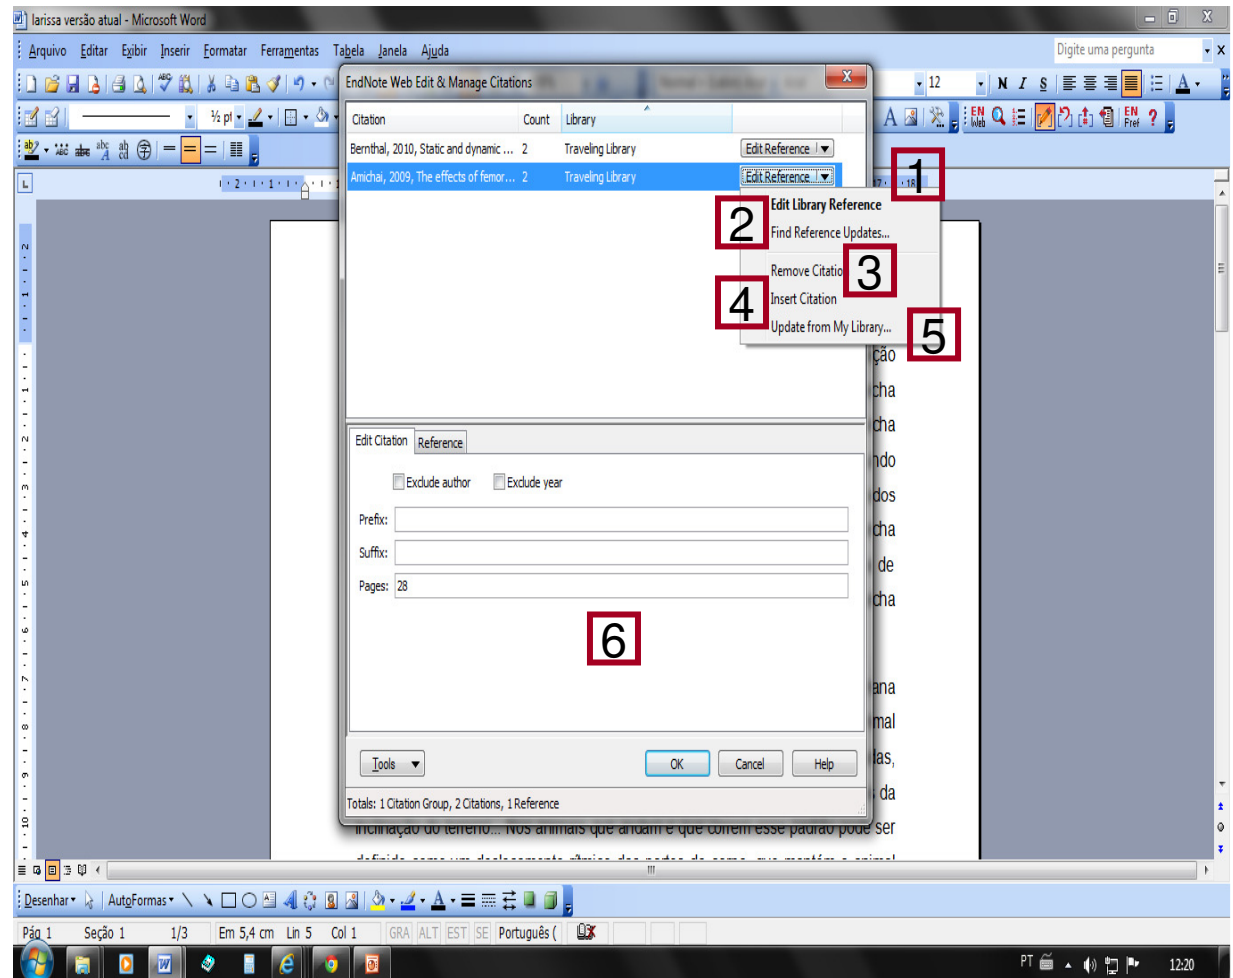 larissa versão atual - Microsoft Word
Arquivo Editar Exibir Inserir Formatar Ferramentas Tabela Janela Ajuda
Digite uma pergunta
12
N I S
A
½ pt
A
EN Web
EN Pref
EndNote Web Edit & Manage Citations
Citation Count Library
Bernthal, 2010, Static and dynamic ... 2 Traveling Library Edit Reference
Amichai, 2009, The effects of femor... 2 Traveling Library Edit Reference
1
Edit Library Reference
2
Find Reference Updates...
Remove Citatio
3
4
Insert Citation
Update from My Library...
5
ção
cha
cha
ndo
dos
cha
de
cha
Edit Citation Reference
Exclude author Exclude year
Prefix:
Suffix:
Pages: 28
6
ana
mal
das,
da
Tools OK Cancel Help
Totals: 1 Citation Group, 2 Citations, 1 Reference
inclinação do terreno... Nos animais que andam e que correm esse padrão pode ser
Desenhar AutoFormas
Pág 1 Seção 1 1/3 Em 5,4 cm Lin 5 Col 1 GRA ALT EST SE Português (
PT 12:20